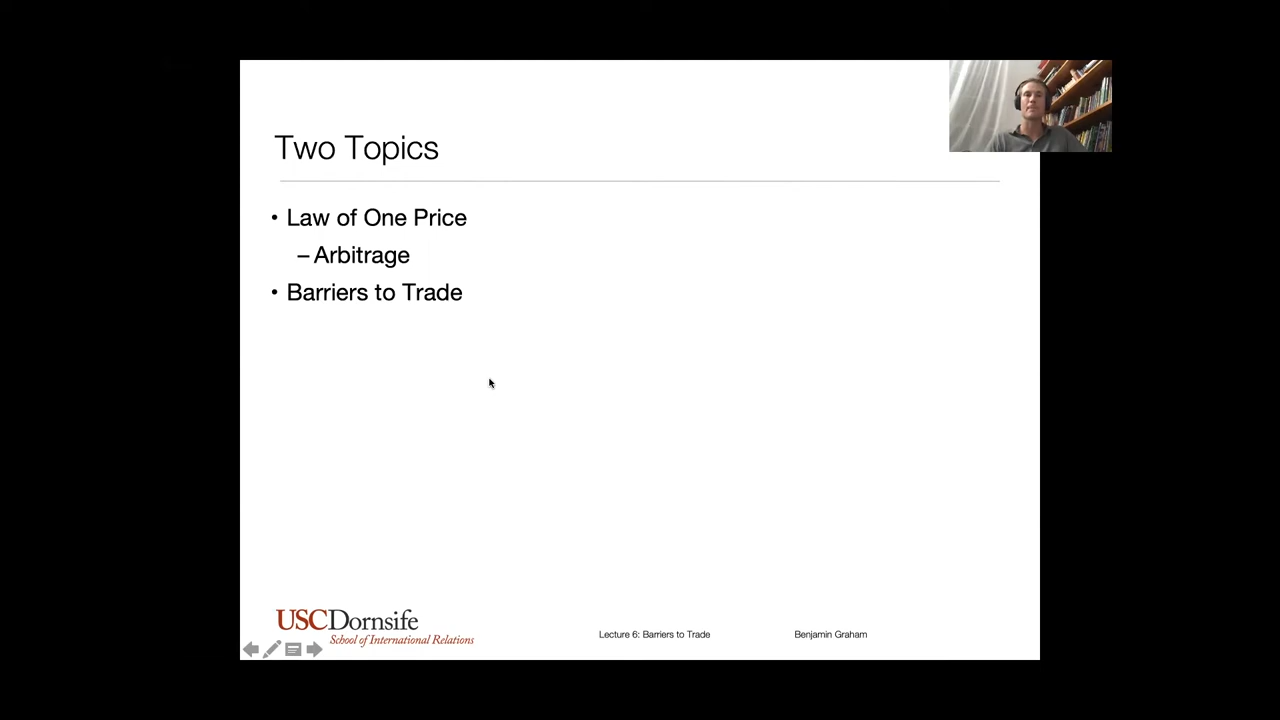 Two Topics
• Law of One Price
– Arbitrage
• Barriers to Trade
USCDornsife
School of International Relations
Lecture 6: Barriers to Trade
Benjamin Graham